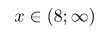 x ∈ (8; ∞)